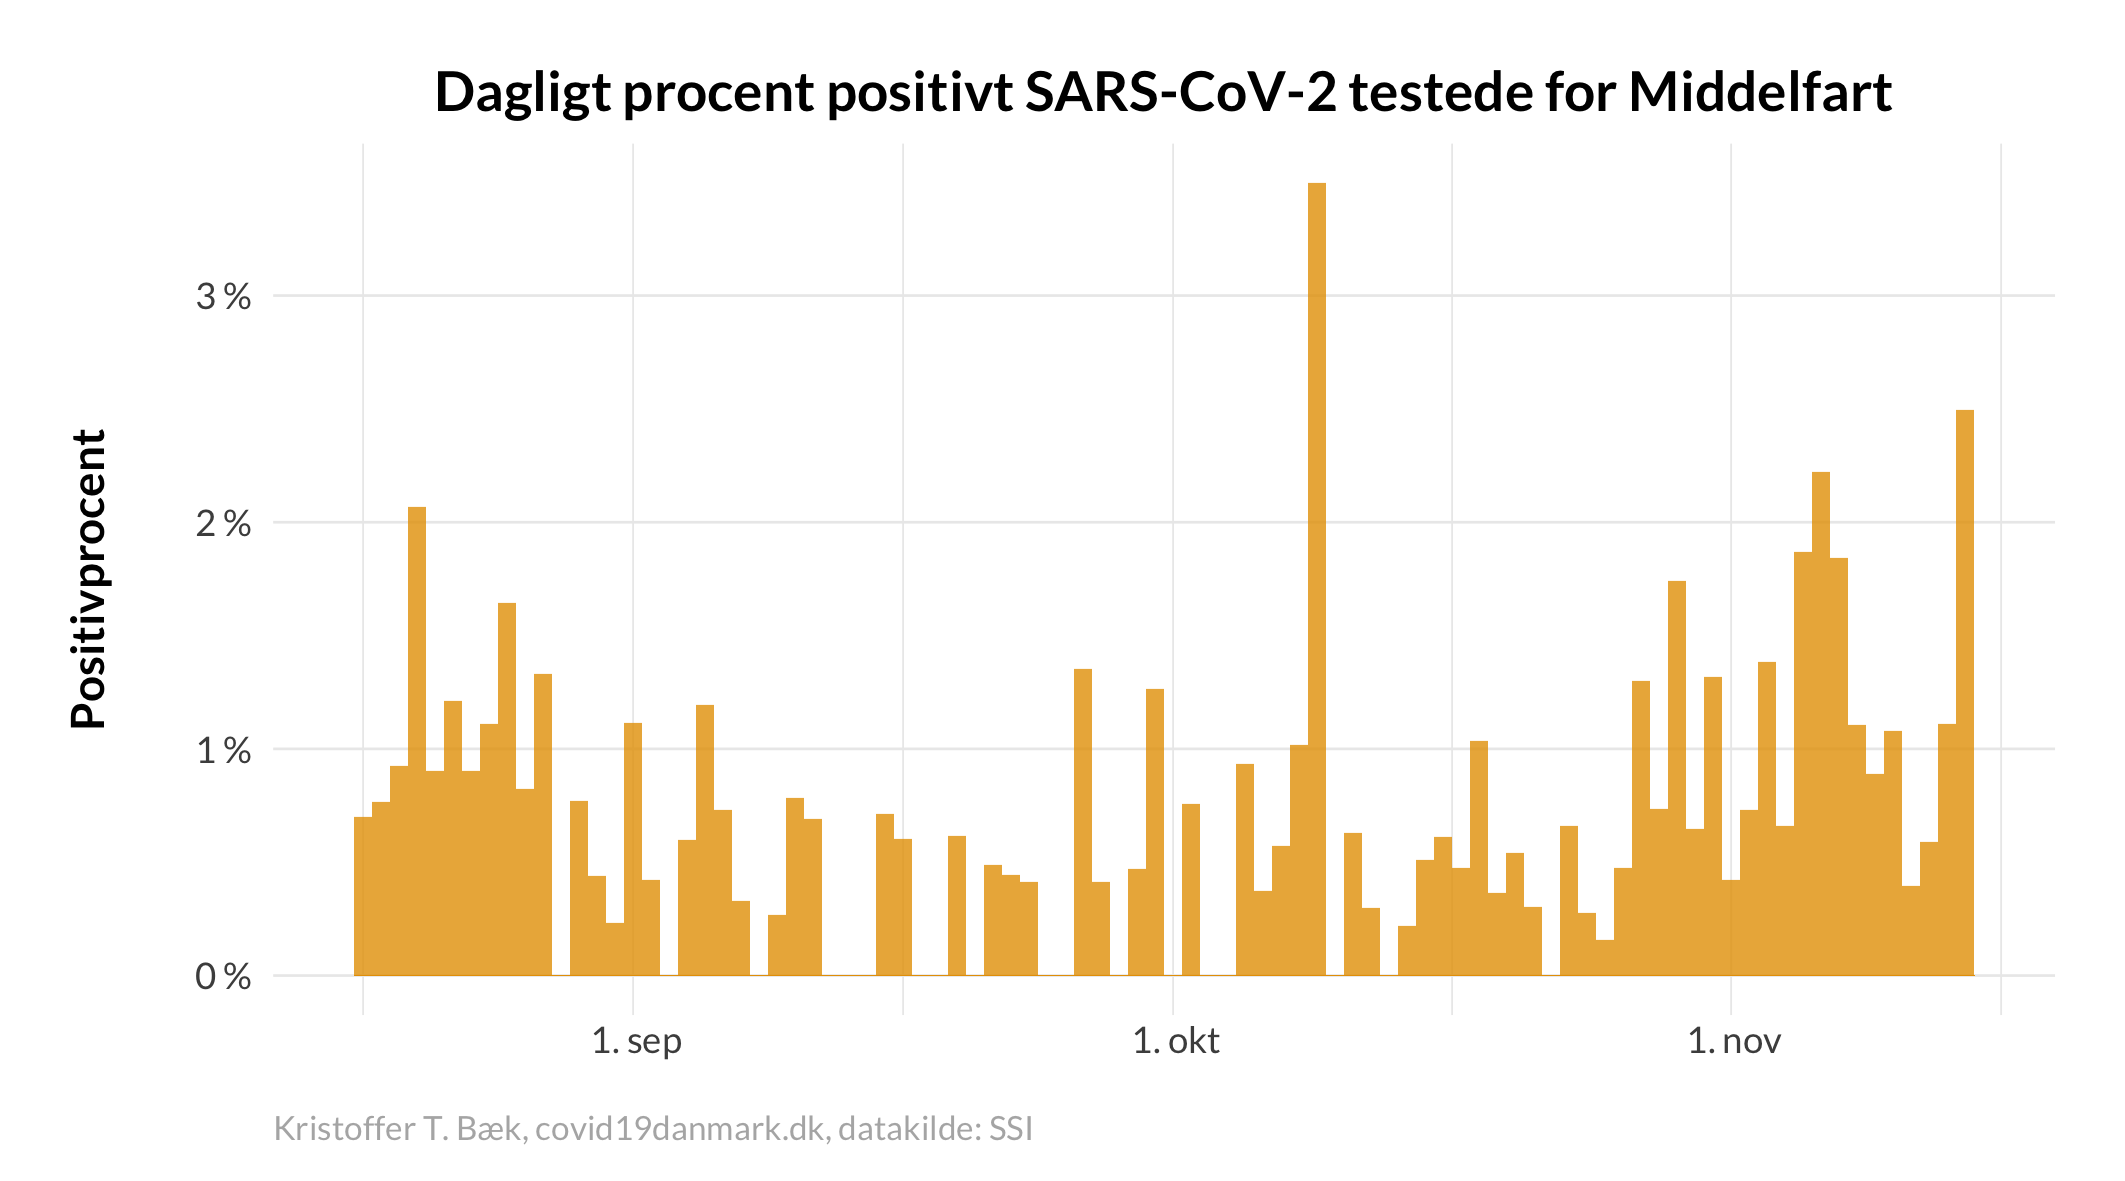 Dagligt procent positivt SARS-CoV-2 testede for Middelfart
Positivprocent
3 %
2 %
1 %
0 %
1. sep
1. okt
1. nov
Kristoffer T. Bæk, covid19danmark.dk, datakilde: SSI